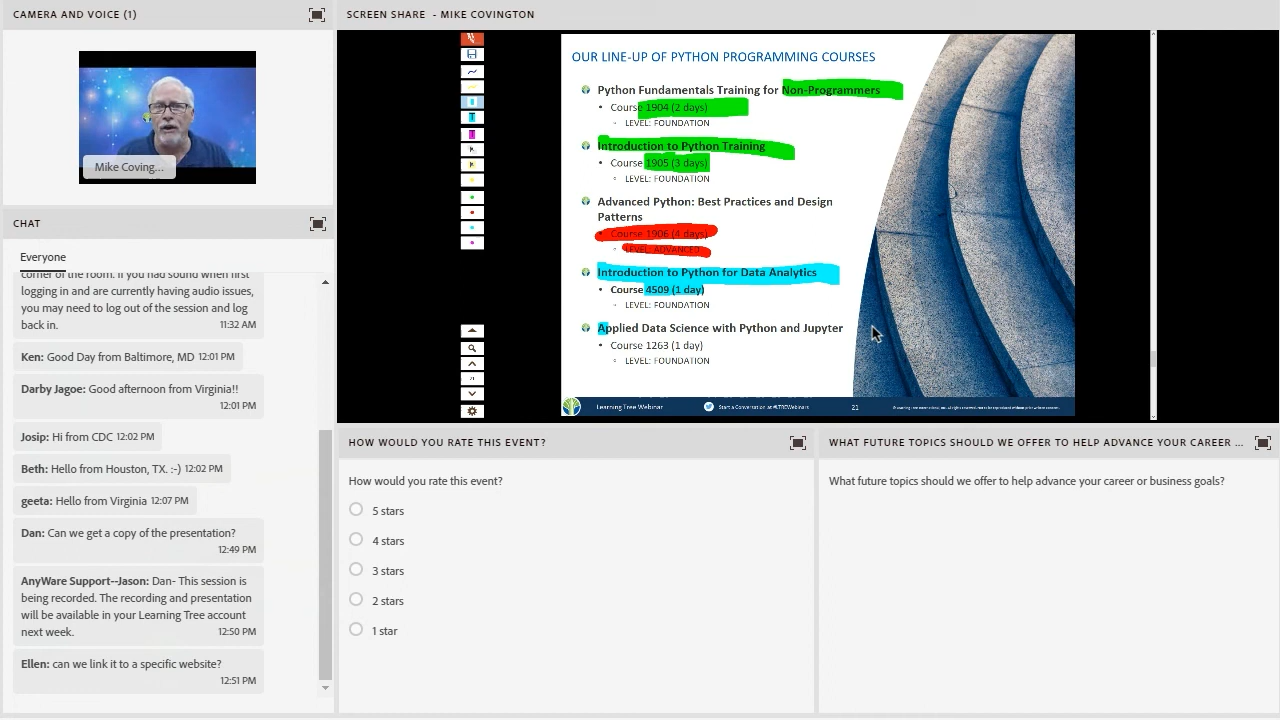 CAMERA AND VOICE (1)
Mike Coving...
CHAT
Everyone
corner of the room. If you had sound when first
logging in and are currently having audio issues,
you may need to log out of the session and log
back in.
11:32 AM
Ken: Good Day from Baltimore, MD 12:01 PM
Darby Jagoe: Good afternoon from Virginia!!
12:01 PM
Josip: Hi from CDC 12:02 PM
Beth: Hello from Houston, TX. :-) 12:02 PM
geeta: Hello from Virginia 12:07 PM
Dan: Can we get a copy of the presentation?
12:49 PM
AnyWare Support--Jason: Dan- This session is
being recorded. The recording and presentation
will be available in your Learning Tree account
next week.
12:50 PM
Ellen: can we link it to a specific website?
12:51 PM
SCREEN SHARE - MIKE COVINGTON
OUR LINE-UP OF PYTHON PROGRAMMING COURSES
Python Fundamentals Training for Non-Programmers
• Course 1904 (2 days)
◦ LEVEL: FOUNDATION
Introduction to Python Training
• Course 1905 (3 days)
◦ LEVEL: FOUNDATION
Advanced Python: Best Practices and Design
Patterns
• Course 1906 (4 days)
◦ LEVEL: ADVANCED
Introduction to Python for Data Analytics
• Course 4509 (1 day)
◦ LEVEL: FOUNDATION
Applied Data Science with Python and Jupyter
• Course 1263 (1 day)
◦ LEVEL: FOUNDATION
Learning Tree Webinar
Start a Conversation at #LTREWebinars
21
HOW WOULD YOU RATE THIS EVENT?
How would you rate this event?
5 stars
4 stars
3 stars
2 stars
1 star
WHAT FUTURE TOPICS SHOULD WE OFFER TO HELP ADVANCE YOUR CAREER ...
What future topics should we offer to help advance your career or business goals?